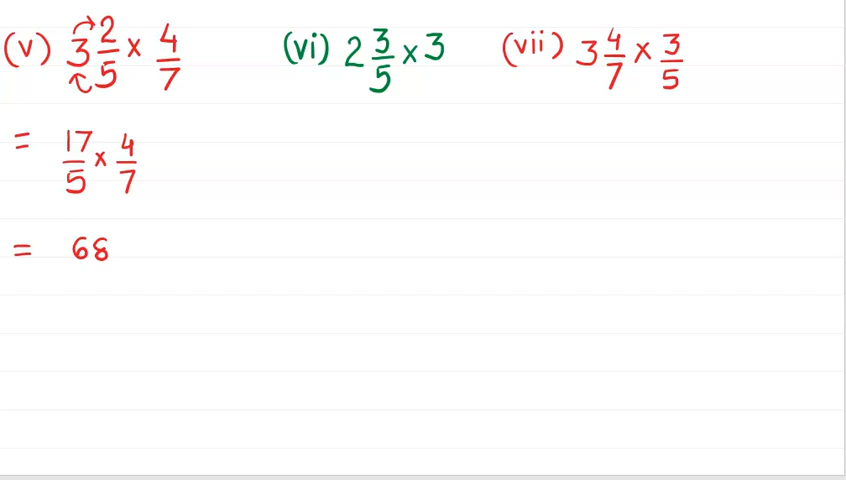 (v) 3 2/5 × 4/7 (vi) 2 3/5 × 3 (vii) 3 4/7 × 3/5
= 17/5 × 4/7
= 68